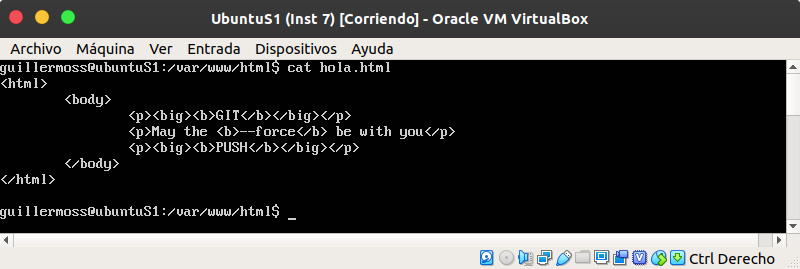 UbuntuS1 (Inst 7) [Corriendo] - Oracle VM VirtualBox
Archivo Máquina Ver Entrada Dispositivos Ayuda
guillermoss@ubuntuS1:/var/www/html$ cat hola.html
<html>
        <body>
                <p><big><b>GIT</b></big></p>
                <p>May the <b>--force</b> be with you</p>
                <p><big><b>PUSH</b></big></p>
        </body>
</html>
guillermoss@ubuntuS1:/var/www/html$ _
Ctrl Derecho